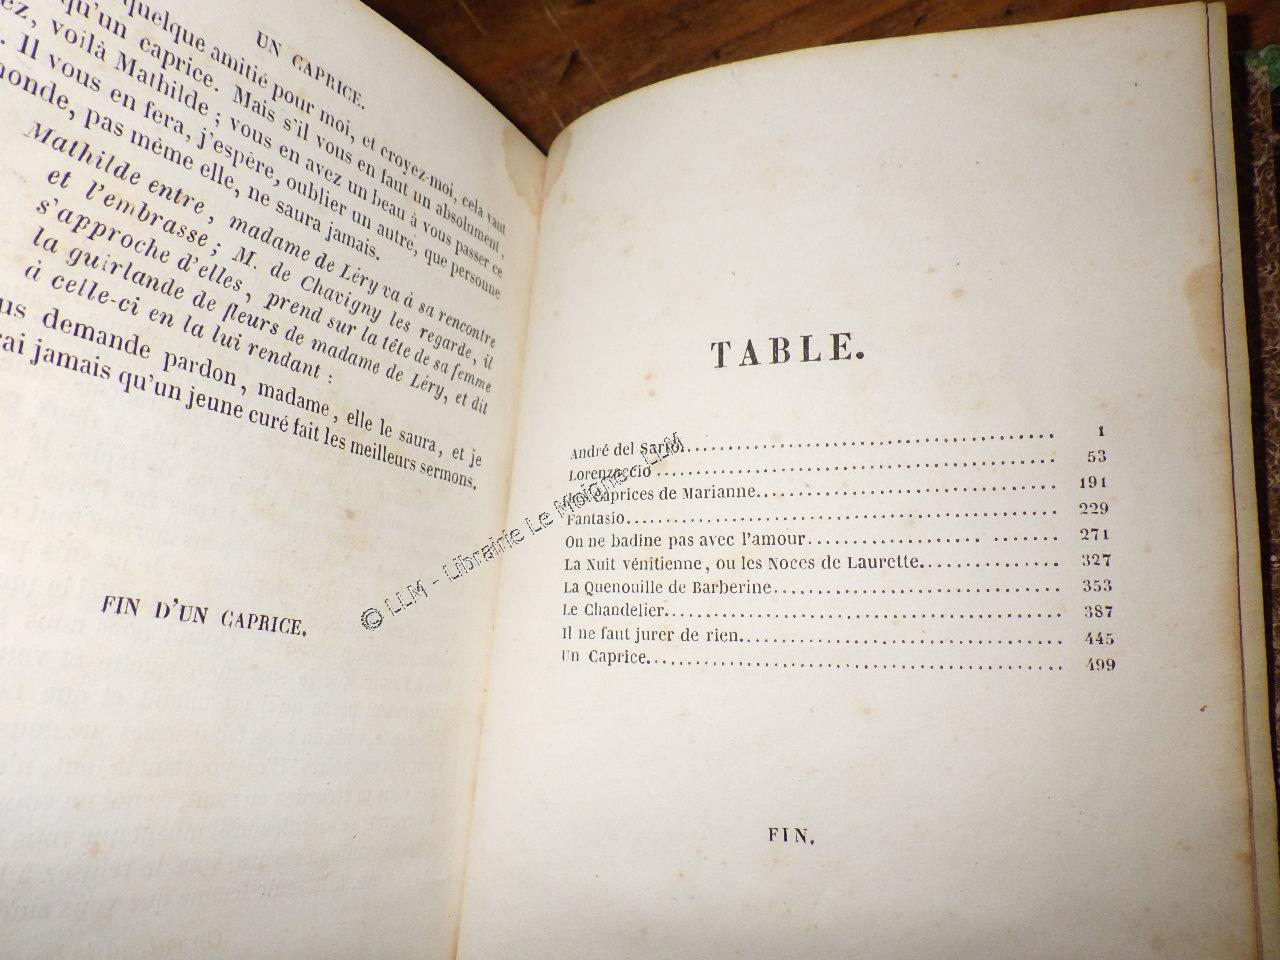 UN CAPRICE.
quelque amitié pour moi, et croyez-moi, cela vaut
qu'un caprice. Mais s'il vous en faut un absolument,
voilà Mathilde ; vous en avez un beau à vous passer ce
Il vous en fera, j'espère, oublier un autre, que personne
monde, pas même elle, ne saura jamais.
Mathilde entre, madame de Léry va à sa rencontre
et l'embrasse ; M. de Chavigny les regarde, il
s'approche d'elles, prend sur la tête de sa femme
la guirlande de fleurs de madame de Léry, et dit
à celle-ci en la lui rendant :
demande pardon, madame, elle le saura, et je
jamais qu'un jeune curé fait les meilleurs sermons.
FIN D'UN CAPRICE.
TABLE.
André del Sarto. 1
Lorenzaccio 53
Les Caprices de Marianne. 191
Fantasio. 229
On ne badine pas avec l'amour. 271
La Nuit vénitienne, ou les Noces de Laurette. 327
La Quenouille de Barberine 353
Le Chandelier. 387
Il ne faut jurer de rien. 445
Un Caprice. 499
FIN.
© LLM - Librairie Le Moigne - LLM